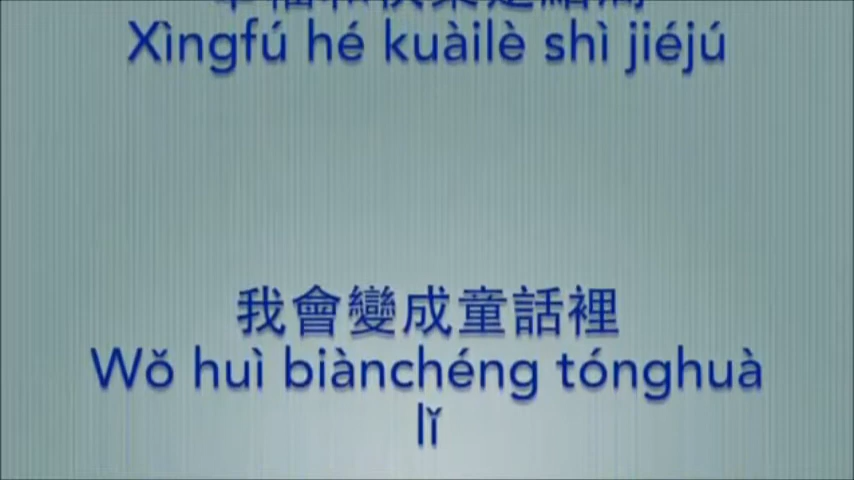 Xìngfú hé kuàilè shì jiéjú
我會變成童話裡
Wǒ huì biànchéng tónghuà
lǐ